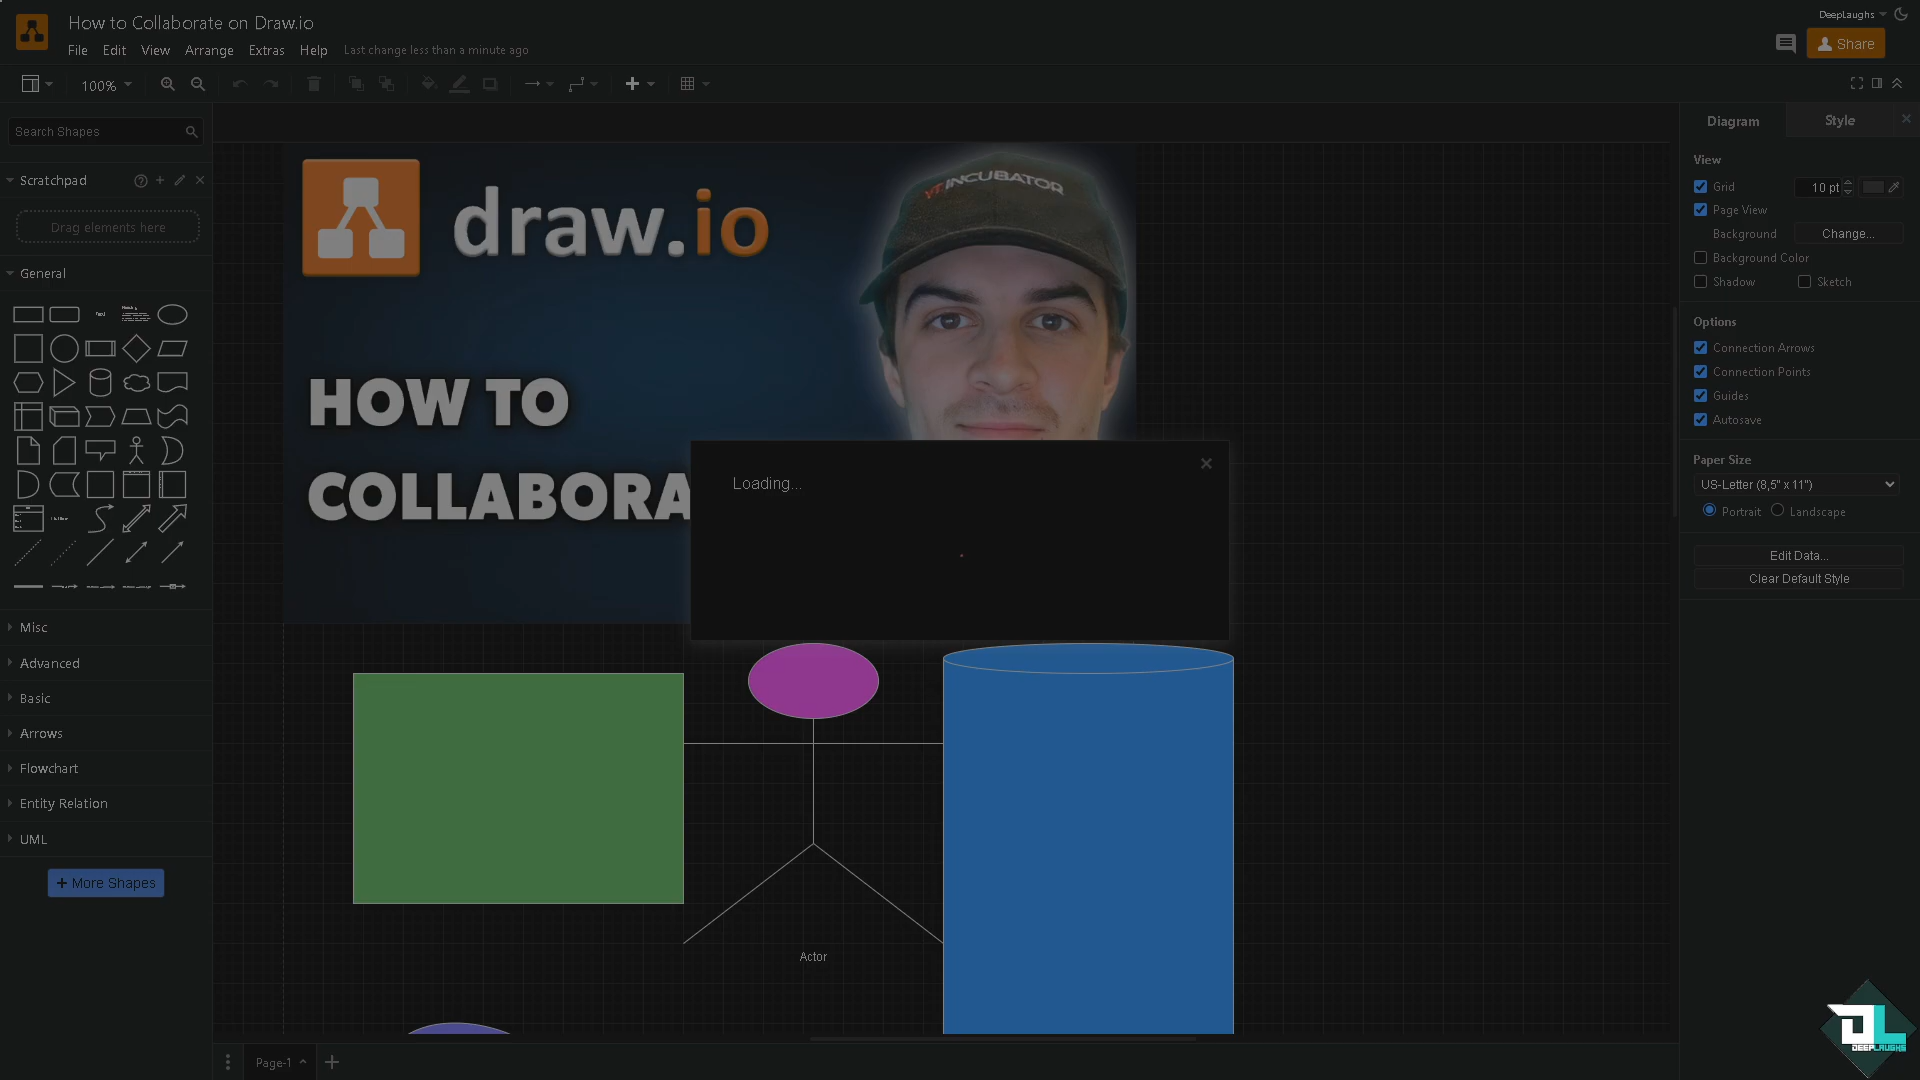 How to Collaborate on Draw.io
DeepLaughs
File Edit View Arrange Extras Help Last change less than a minute ago
Share
100%
Search Shapes
Scratchpad
Drag elements here
General
Text
Misc
Advanced
Basic
Arrows
Flowchart
Entity Relation
UML
+ More Shapes
draw.io
YT INCUBATOR
HOW TO
COLLABORA
Loading...
Actor
Page-1
Diagram Style
View
Grid 10 pt
Page View
Background Change...
Background Color
Shadow Sketch
Options
Connection Arrows
Connection Points
Guides
Autosave
Paper Size
US-Letter (8,5" x 11")
Portrait Landscape
Edit Data...
Clear Default Style
DL
DEEPLAUGHS